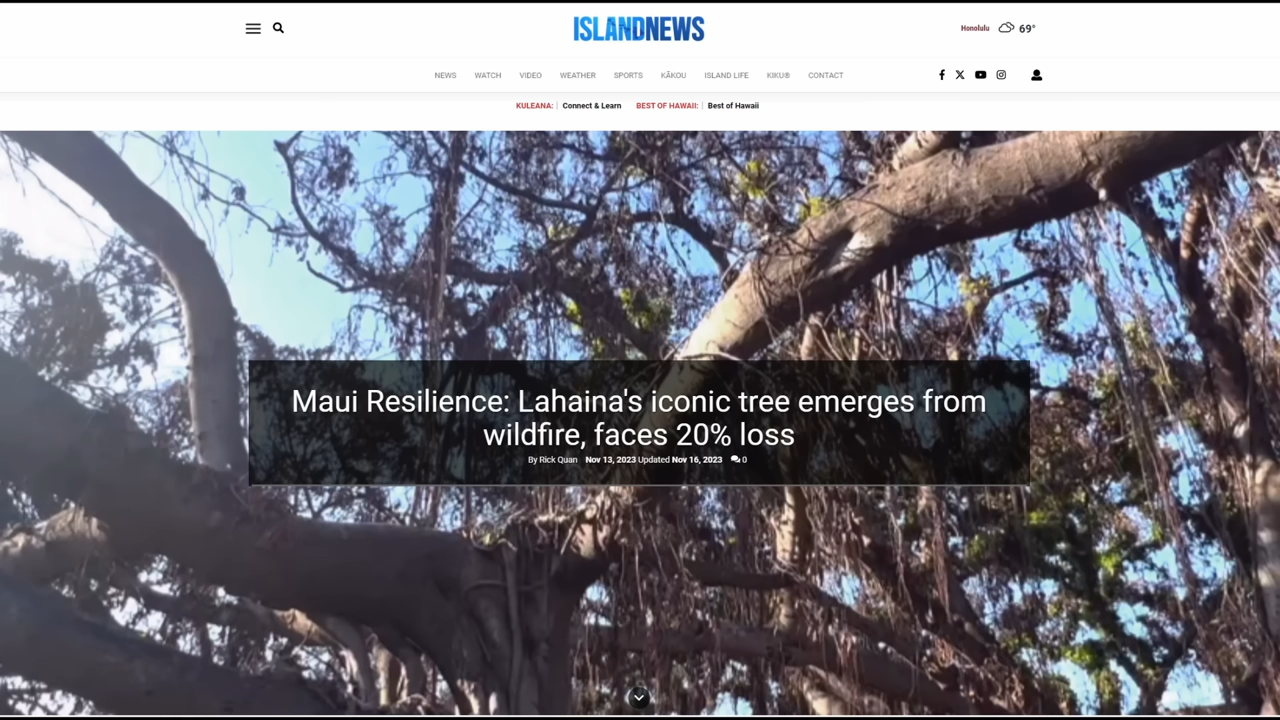 ISLANDNEWS
Honolulu 69°
NEWS WATCH VIDEO WEATHER SPORTS KĀKOU ISLAND LIFE KIKU® CONTACT
KULEANA: Connect & Learn BEST OF HAWAII: Best of Hawaii
Maui Resilience: Lahaina's iconic tree emerges from
wildfire, faces 20% loss
By Rick Quan Nov 13, 2023 Updated Nov 16, 2023 0